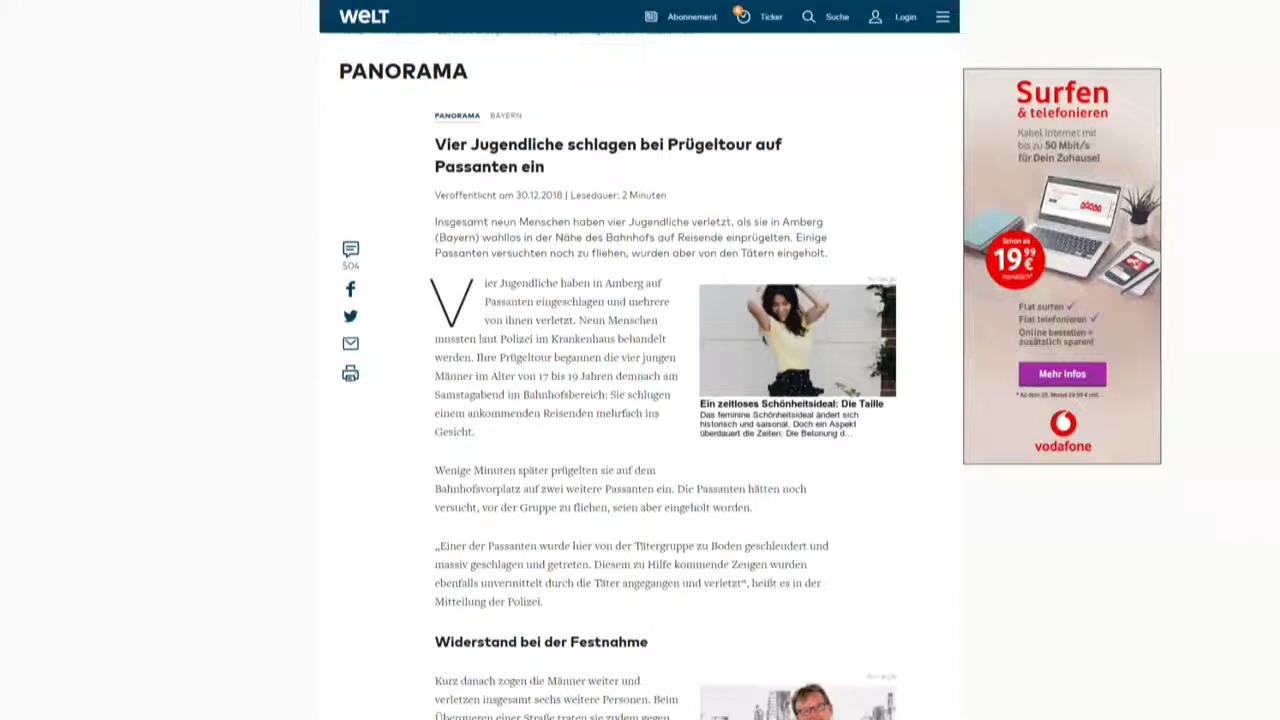 WELT
Abonnement
Ticker
Suche
Login
PANORAMA
PANORAMA BAYERN
Vier Jugendliche schlagen bei Prügeltour auf
Passanten ein
Veröffentlicht am 30.12.2018 | Lesedauer: 2 Minuten
Insgesamt neun Menschen haben vier Jugendliche verletzt, als sie in Amberg
(Bayern) wahllos in der Nähe des Bahnhofs auf Reisende einprügelten. Einige
Passanten versuchten noch zu fliehen, wurden aber von den Tätern eingeholt.
504
Vier Jugendliche haben in Amberg auf
Passanten eingeschlagen und mehrere
von ihnen verletzt. Neun Menschen
mussten laut Polizei im Krankenhaus behandelt
werden. Ihre Prügeltour begannen die vier jungen
Männer im Alter von 17 bis 19 Jahren demnach am
Samstagabend im Bahnhofsbereich: Sie schlugen
einem ankommenden Reisenden mehrfach ins
Gesicht.
Ein zeitloses Schönheitsideal: Die Taille
Das feminine Schönheitsideal ändert sich
historisch und saisonal. Doch ein Aspekt
überdauert die Zeiten: Die Betonung d...
Wenige Minuten später prügelten sie auf dem
Bahnhofsvorplatz auf zwei weitere Passanten ein. Die Passanten hätten noch
versucht, vor der Gruppe zu fliehen, seien aber eingeholt worden.
„Einer der Passanten wurde hier von der Tätergruppe zu Boden geschleudert und
massiv geschlagen und getreten. Diesem zu Hilfe kommende Zeugen wurden
ebenfalls unvermittelt durch die Täter angegangen und verletzt“, heißt es in der
Mitteilung der Polizei.
Widerstand bei der Festnahme
Kurz danach zogen die Männer weiter und
verletzen insgesamt sechs weitere Personen. Beim
Überqueren einer Straße traten sie zudem gegen
Surfen
& telefonieren
Kabel Internet mit
bis zu 50 Mbit/s
für Dein Zuhause!
Schon ab
19,99 €
monatlich*
Flat surfen
Flat telefonieren
Online bestellen =
zusätzlich sparen!
Mehr Infos
vodafone